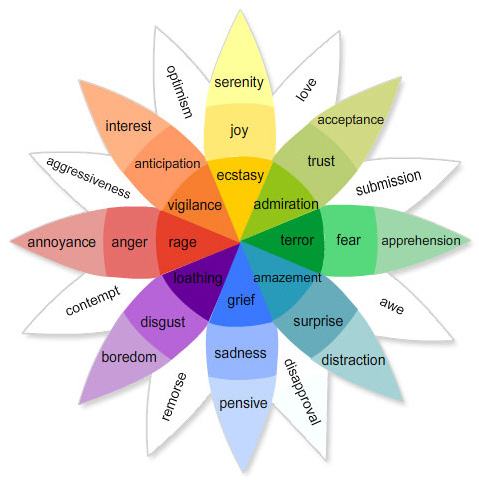 serenity
optimism
love
joy
interest
acceptance
anticipation
trust
ecstasy
aggressiveness
submission
vigilance
admiration
annoyance
anger
rage
terror
fear
apprehension
loathing
amazement
contempt
grief
awe
disgust
surprise
boredom
sadness
distraction
remorse
disapproval
pensive